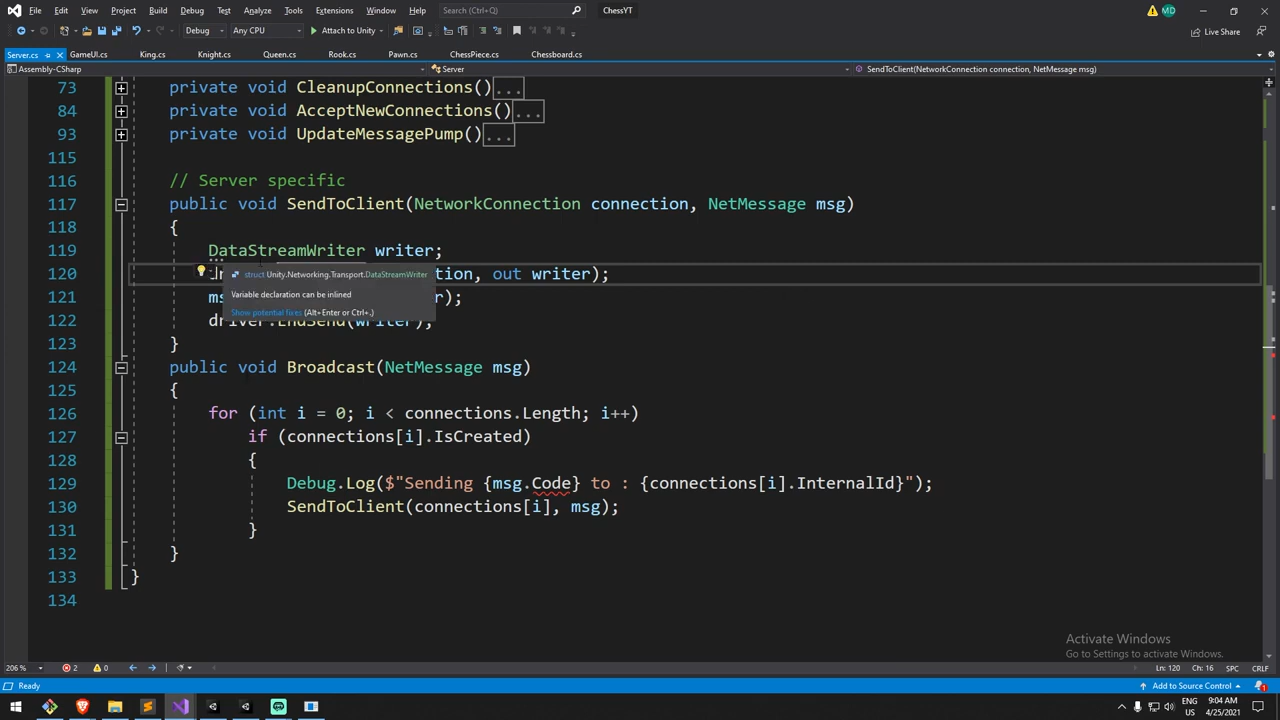 File Edit View Project Build Debug Test Analyze Tools Extensions Window Help Search (Ctrl+Q) ChessYT MD
Debug Any CPU Attach to Unity Live Share
Server.cs GameUI.cs King.cs Knight.cs Queen.cs Rook.cs Pawn.cs ChessPiece.cs Chessboard.cs
Assembly-CSharp Server SendToClient(NetworkConnection connection, NetMessage msg)
73 private void CleanupConnections()...
84 private void AcceptNewConnections()...
93 private void UpdateMessagePump()...
115
116 // Server specific
117 public void SendToClient(NetworkConnection connection, NetMessage msg)
118 {
119 DataStreamWriter writer;
120 tion, out writer);
struct Unity.Networking.Transport.DataStreamWriter
Variable declaration can be inlined
121 r);
Show potential fixes (Alt+Enter or Ctrl+.)
122 driver.EndSend(writer);
123 }
124 public void Broadcast(NetMessage msg)
125 {
126 for (int i = 0; i < connections.Length; i++)
127 if (connections[i].IsCreated)
128 {
129 Debug.Log($"Sending {msg.Code} to : {connections[i].InternalId}");
130 SendToClient(connections[i], msg);
131 }
132 }
133 }
134
Activate Windows
Go to Settings to activate Windows.
206 % 2 0 Ln: 120 Ch: 16 SPC CRLF
Ready Add to Source Control 1
ENG 9:04 AM
US 4/25/2021